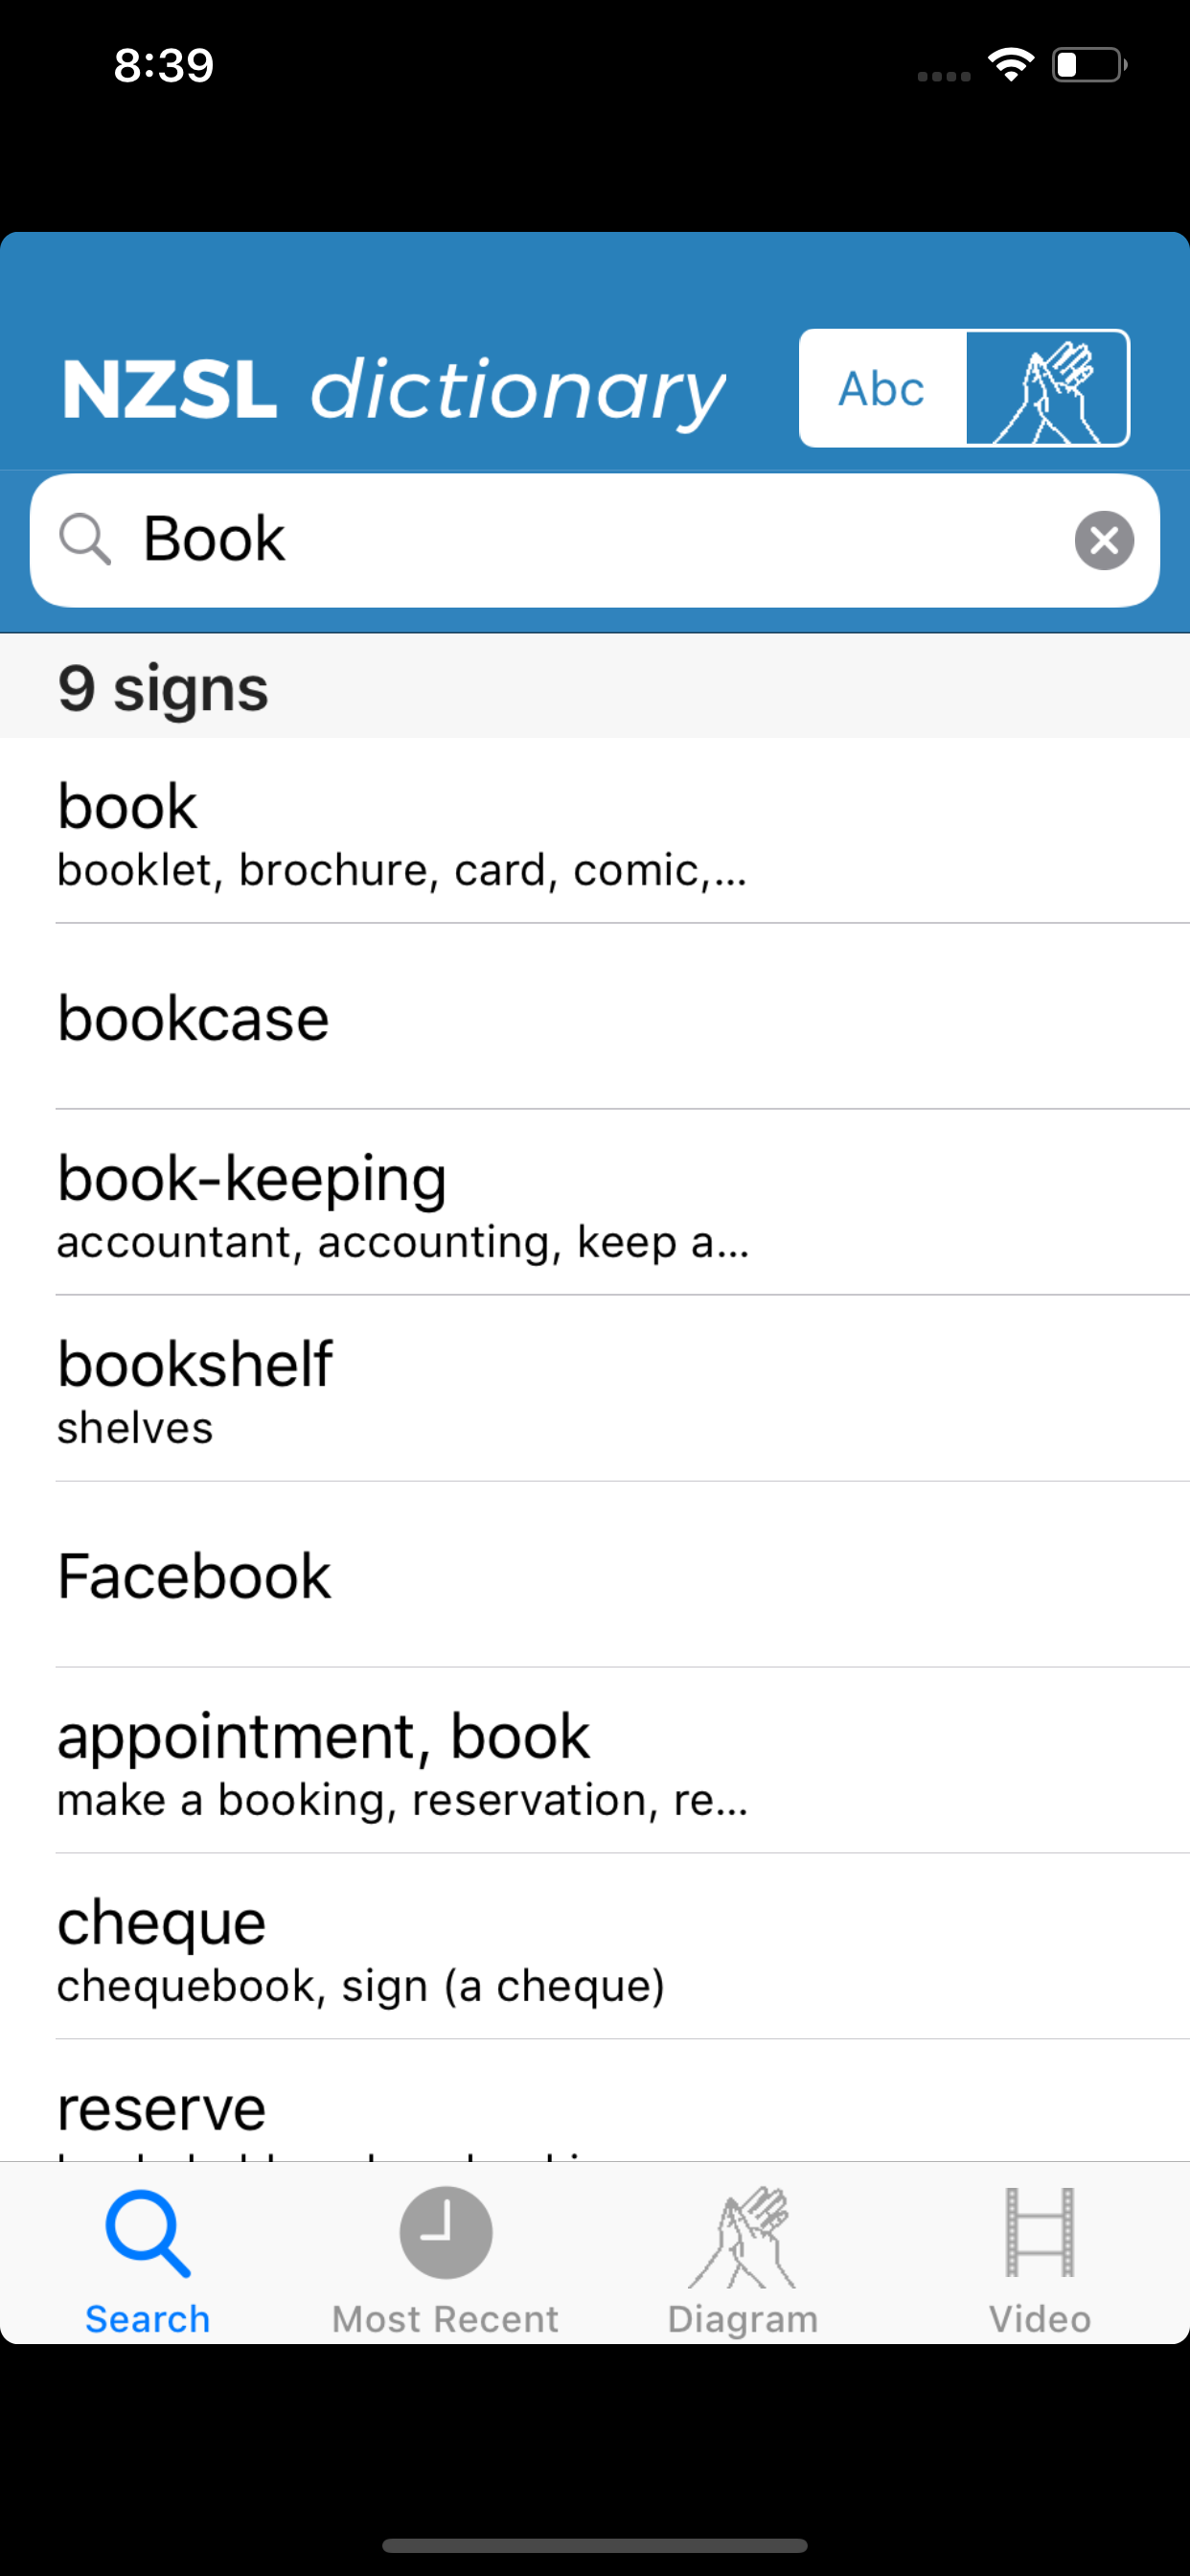 8:39
NZSL dictionary
Abc
Book
9 signs
book
booklet, brochure, card, comic,...
bookcase
book-keeping
accountant, accounting, keep a...
bookshelf
shelves
Facebook
appointment, book
make a booking, reservation, re...
cheque
chequebook, sign (a cheque)
reserve
Search
Most Recent
Diagram
Video